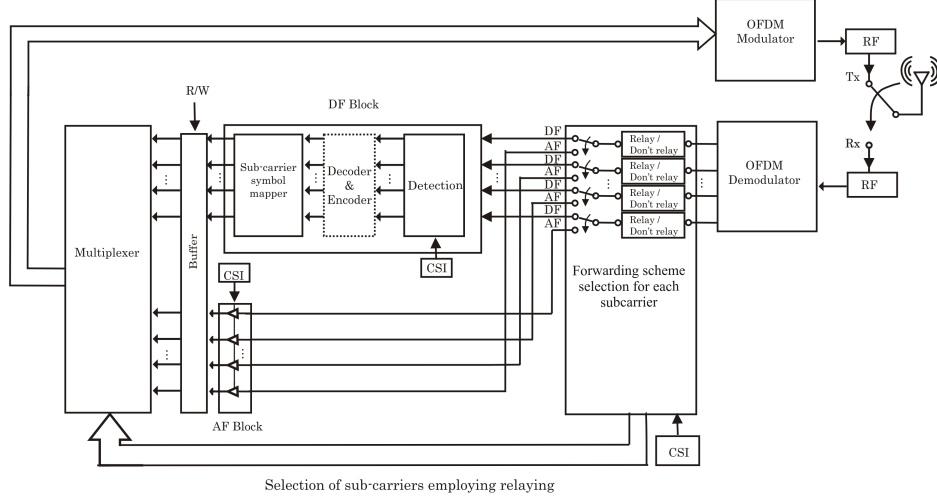 OFDM
Modulator
RF
Tx
R/W
DF Block
Rx
RF
Multiplexer
Buffer
Sub-carrier
symbol
mapper
Decoder
&
Encoder
Detection
CSI
DF
AF
DF
AF
DF
AF
DF
AF
Relay /
Don't relay
Relay /
Don't relay
Relay /
Don't relay
Relay /
Don't relay
OFDM
Demodulator
Forwarding scheme
selection for each
subcarrier
CSI
AF Block
CSI
Selection of sub-carriers employing relaying